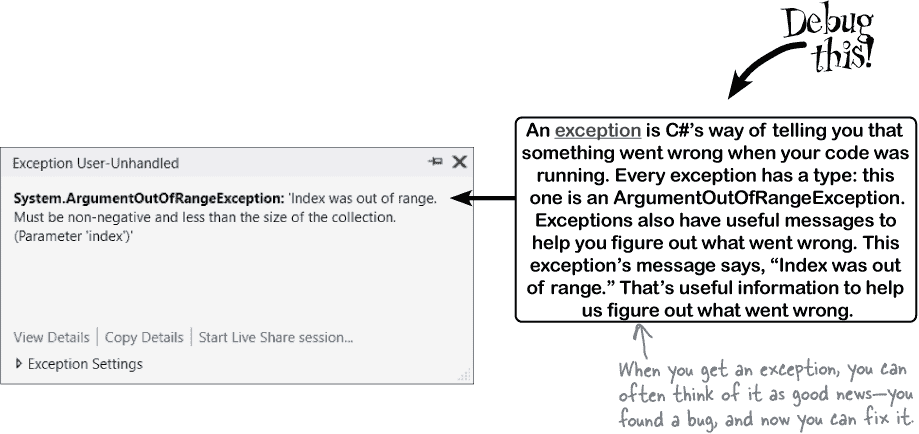 Debug
this!
An exception is C#’s way of telling you that
something went wrong when your code was
running. Every exception has a type: this
one is an ArgumentOutOfRangeException.
Exceptions also have useful messages to
help you figure out what went wrong. This
exception’s message says, “Index was out
of range.” That’s useful information to help
us figure out what went wrong.
Exception User-Unhandled
System.ArgumentOutOfRangeException: 'Index was out of range.
Must be non-negative and less than the size of the collection.
(Parameter 'index')'
View Details | Copy Details | Start Live Share session...
Exception Settings
When you get an exception, you can
often think of it as good news—you
found a bug, and now you can fix it.